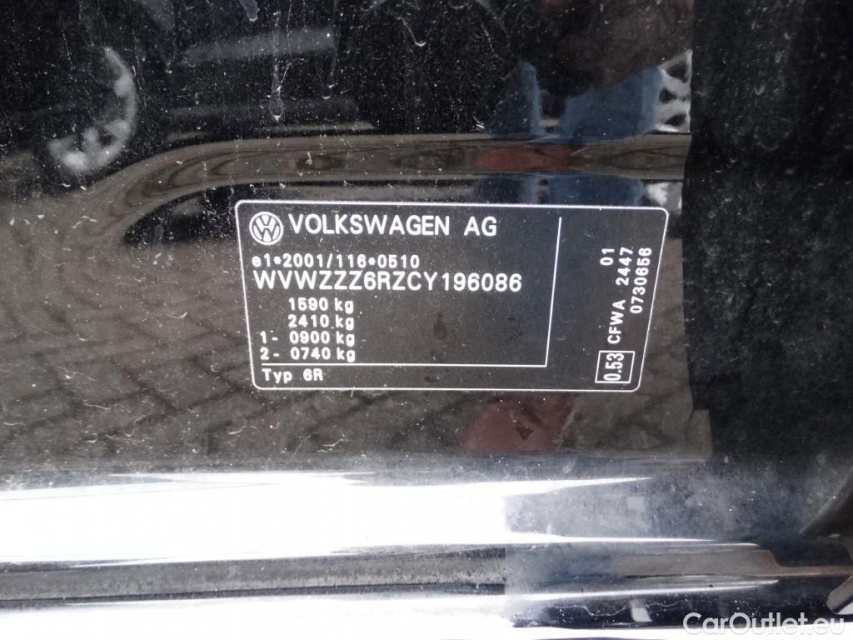 VOLKSWAGEN AG
e1*2001/116*0510
WVWZZZ6RZCY196086
1590 kg
2410 kg
1- 0900 kg
2- 0740 kg
Typ 6R
01
CFWA 2447
0730656
0.53
CarOutlet.eu